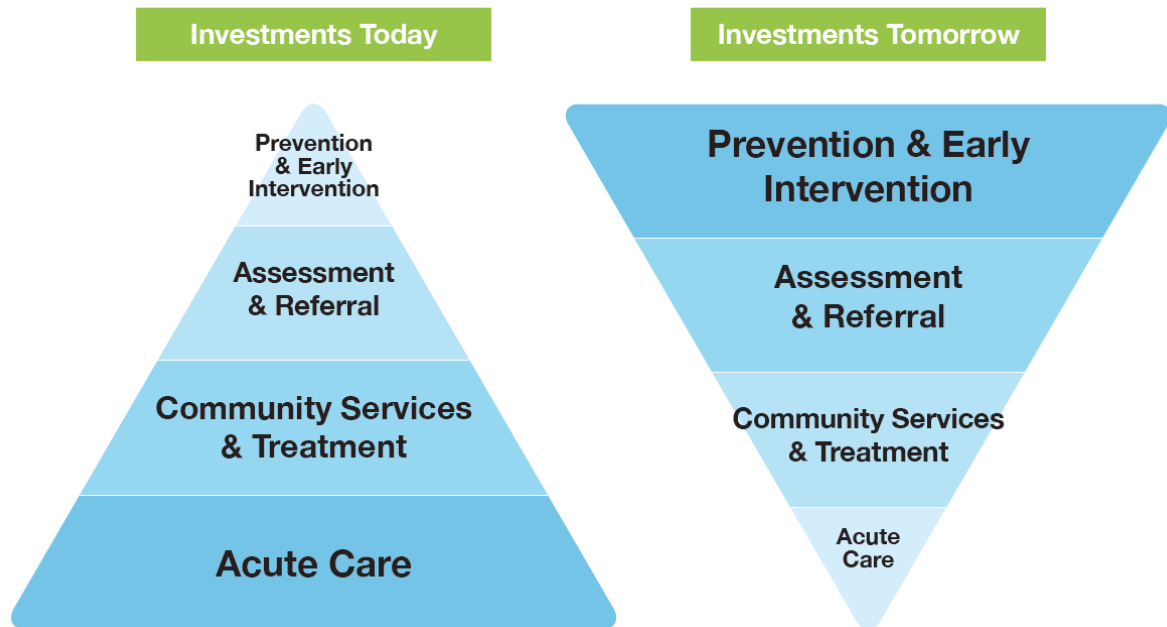 Investments Today
Prevention
& Early
Intervention
Assessment
& Referral
Community Services
& Treatment
Acute Care
Investments Tomorrow
Prevention & Early
Intervention
Assessment
& Referral
Community Services
& Treatment
Acute
Care